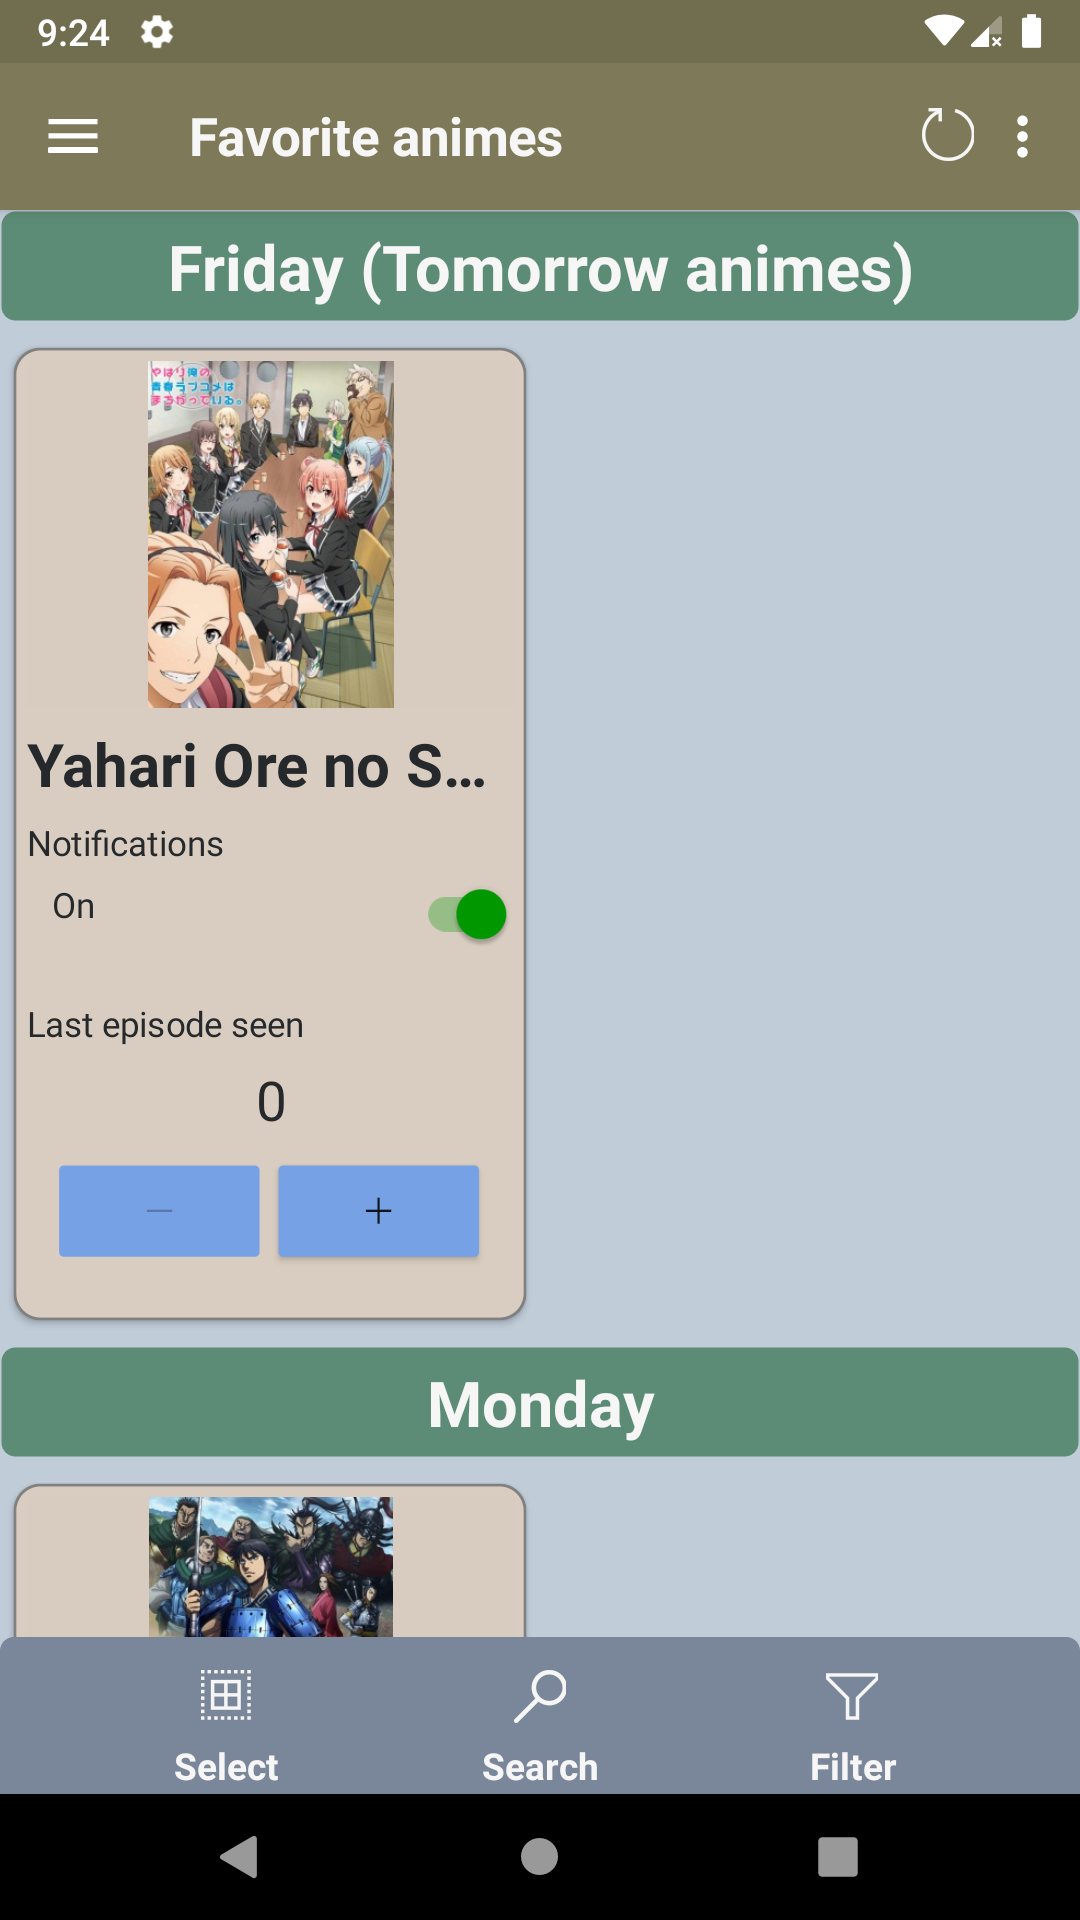 9:24
Favorite animes
Friday (Tomorrow animes)
やはり俺の
青春ラブコメは
まちがっている。
Yahari Ore no S...
Notifications
On
Last episode seen
0
Monday
Select
Search
Filter